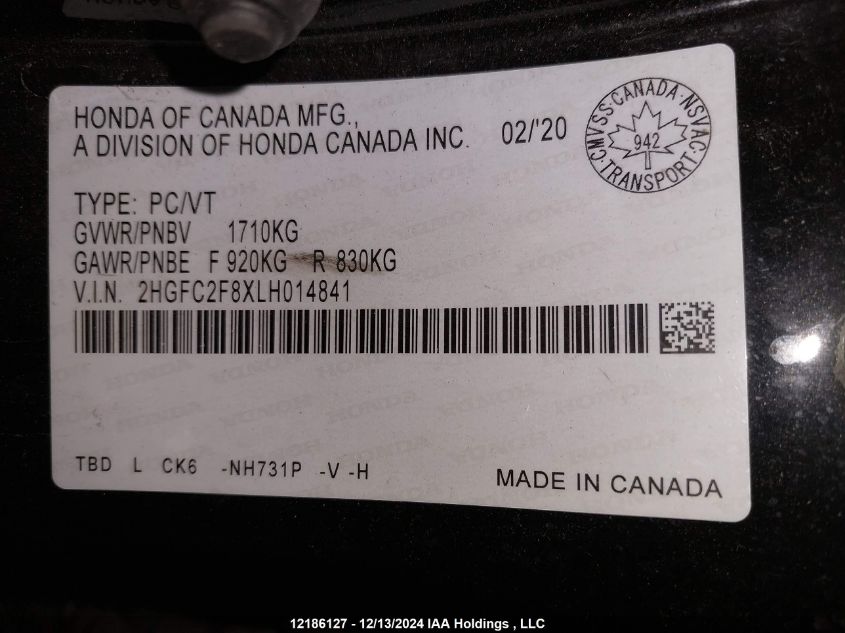 HONDA OF CANADA MFG.,
A DIVISION OF HONDA CANADA INC. 02/'20
CMVSS·CANADA·NSVAC·TRANSPORT·
942
TYPE: PC/VT
GVWR/PNBV 1710KG
GAWR/PNBE F 920KG R 830KG
V.I.N. 2HGFC2F8XLH014841
TBD L CK6 -NH731P -V -H
MADE IN CANADA
12186127 - 12/13/2024 IAA Holdings , LLC